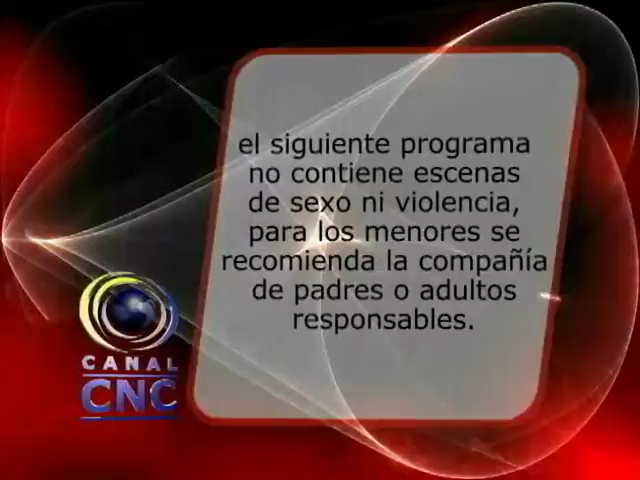 el siguiente programa
no contiene escenas
de sexo ni violencia,
para los menores se
recomienda la compañía
de padres o adultos
responsables.
CANAL
CNC